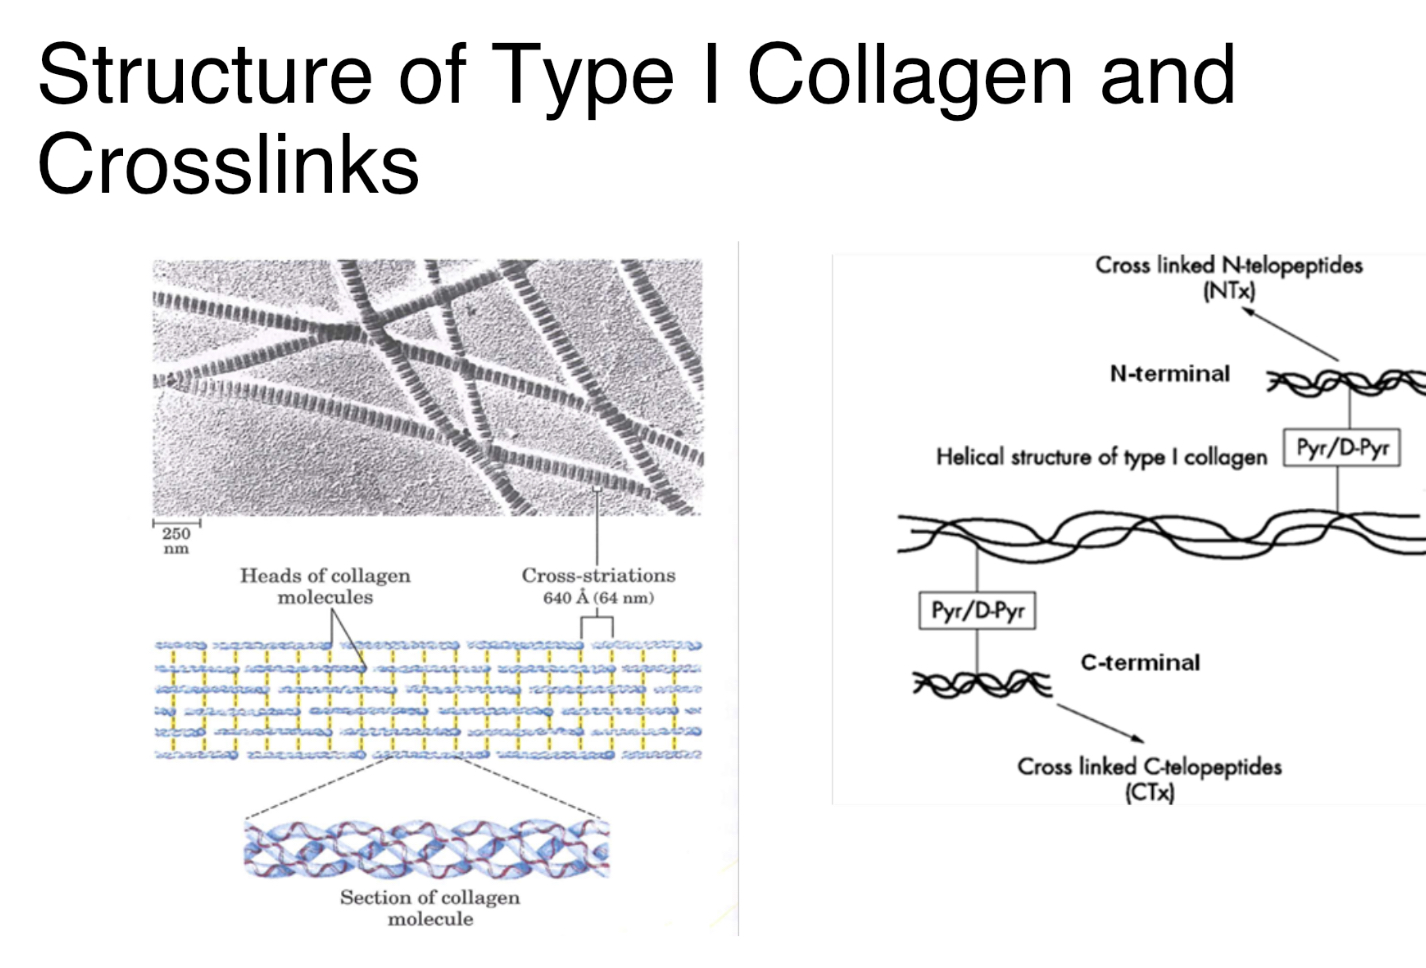 Structure of Type I Collagen and
Crosslinks
250
nm
Heads of collagen
molecules
Cross-striations
640 Å (64 nm)
Section of collagen
molecule
Cross linked N-telopeptides
(NTx)
N-terminal
Helical structure of type I collagen
Pyr/D-Pyr
Pyr/D-Pyr
C-terminal
Cross linked C-telopeptides
(CTx)